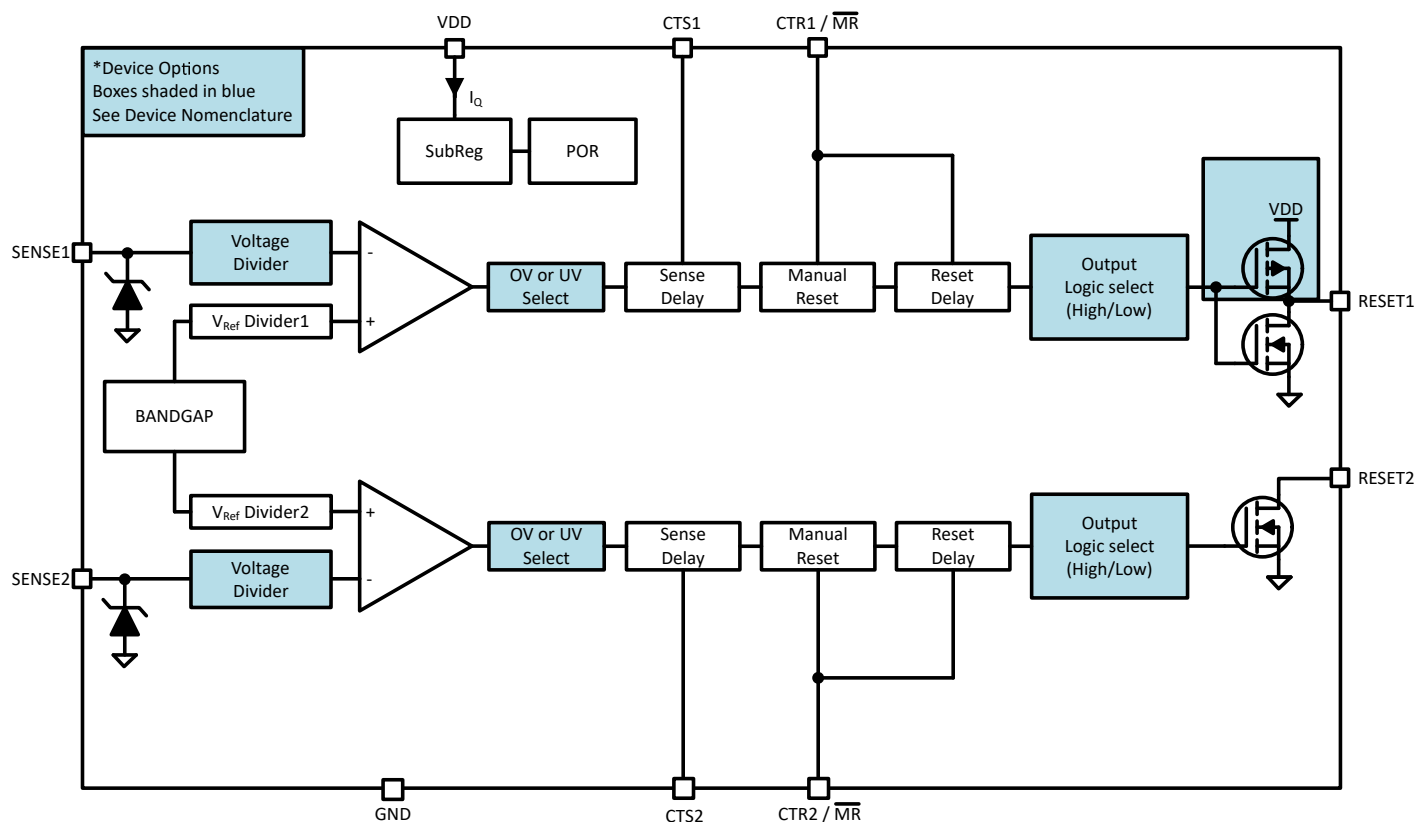 VDD
CTS1
CTR1 / M̅R̅
*Device Options
Boxes shaded in blue
See Device Nomenclature
IQ
SubReg
POR
VDD
SENSE1
Voltage
Divider
-
OV or UV
Select
Sense
Delay
Manual
Reset
Reset
Delay
Output
Logic select
(High/Low)
RESET1
VRef Divider1
+
BANDGAP
RESET2
VRef Divider2
+
OV or UV
Select
Sense
Delay
Manual
Reset
Reset
Delay
Output
Logic select
(High/Low)
SENSE2
Voltage
Divider
-
GND
CTS2
CTR2 / M̅R̅